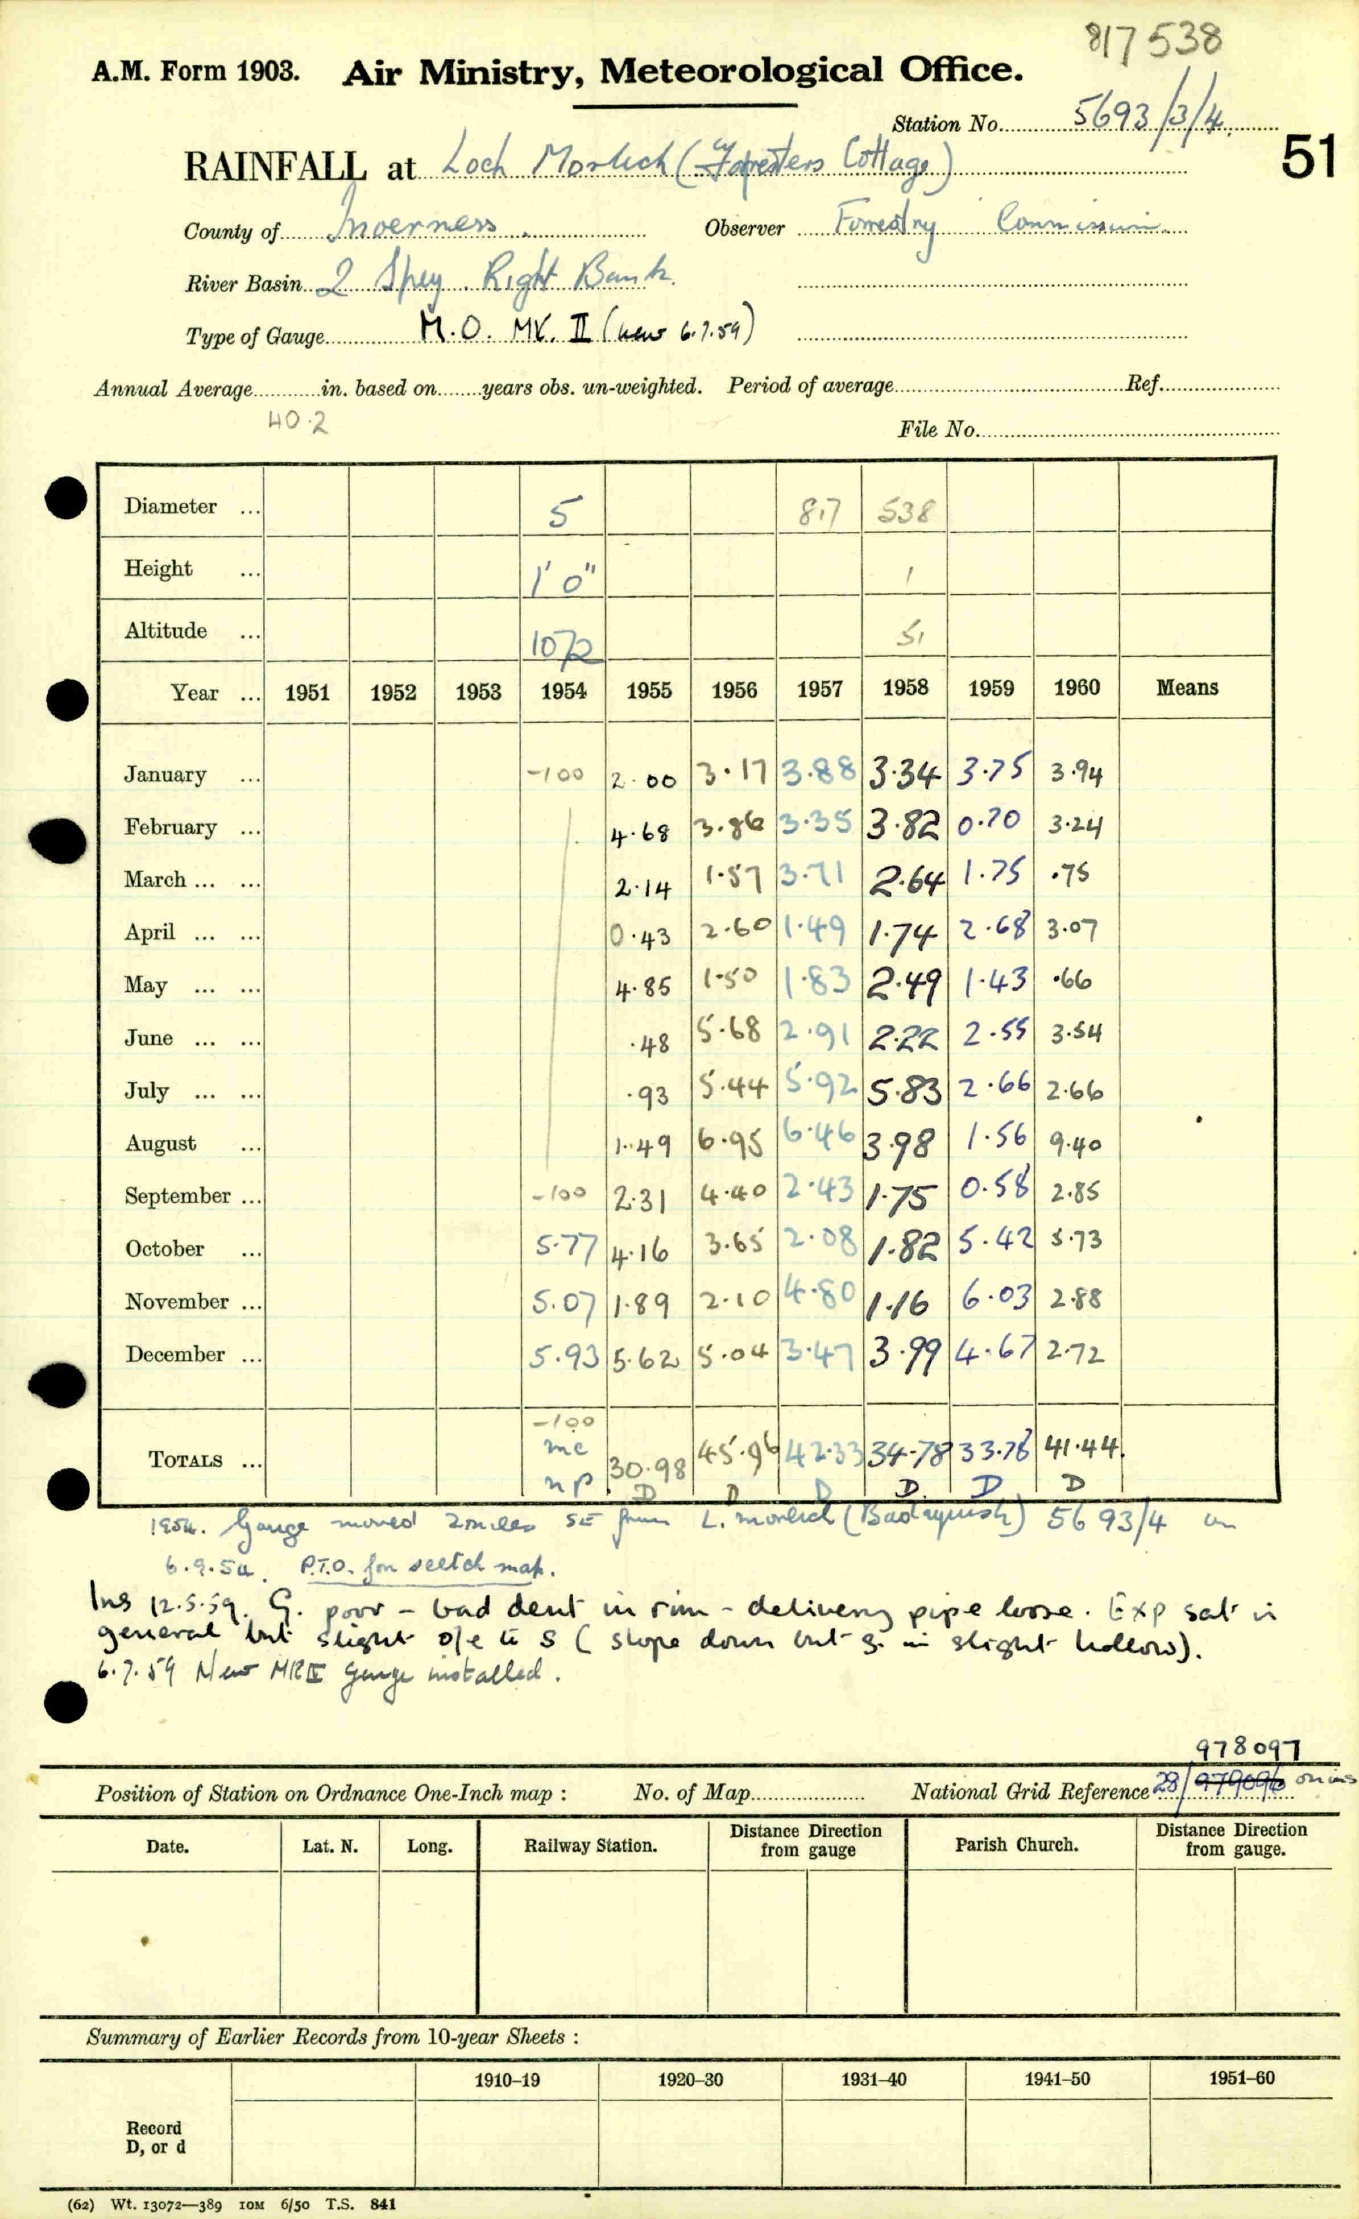 817538
A.M. Form 1903. Air Ministry, Meteorological Office.
Station No. 5693/3/4
51
RAINFALL at Loch Morlich (Foresters Cottage)
County of Inverness Observer Forrestry Commission
River Basin 2 Spey. Right Bank.
Type of Gauge M.O. MK. II (new 6.7.59)
Annual Average in. based on years obs. un-weighted. Period of average Ref.
40.2
File No.
Diameter ... 5 817 538
Height ... 1' 0" 1
Altitude ... 1072 51
Year ... 1951 1952 1953 1954 1955 1956 1957 1958 1959 1960 Means
January ... -100 2.00 3.17 3.88 3.34 3.75 3.94
February ... 4.68 3.86 3.35 3.82 0.70 3.24
March ... ... 2.14 1.57 3.71 2.64 1.75 .75
April ... ... 0.43 2.60 1.49 1.74 2.68 3.07
May ... ... 4.85 1.50 1.83 2.49 1.43 .66
June ... ... .48 5.68 2.91 2.22 2.55 3.54
July ... ... .93 5.44 5.92 5.83 2.66 2.66
August ... 1.49 6.95 6.46 3.98 1.56 9.40
September ... -100 2.31 4.40 2.43 1.75 0.58 2.85
October ... 5.77 4.16 3.65 2.08 1.82 5.42 5.73
November ... 5.07 1.89 2.10 4.80 1.16 6.03 2.88
December ... 5.93 5.62 5.04 3.47 3.99 4.67 2.72
-100
TOTALS ... inc 30.98 45.96 42.33 34.78 33.78 41.44
np. D D D D. D D
1954. Gauge moved 2 miles SE from L. morlich (Badaguish) 5693/4 on
6.9.54. P.T.O. for sketch map.
Ins 12.5.59. G. poor - bad dent in rim - delivery pipe loose. Exp sat in
general but slight o/e to S (slope down but g. in slight hollow).
6.7.59 New MKII gauge installed.
978097
Position of Station on Ordnance One-Inch map : No. of Map National Grid Reference 28/979096 on ins
Date. Lat. N. Long. Railway Station. Distance Direction from gauge Parish Church. Distance Direction from gauge.
Summary of Earlier Records from 10-year Sheets :
1910–19 1920–30 1931–40 1941–50 1951–60
Record
D, or d
(62) Wt. 13072—389 10M 6/50 T.S. 841